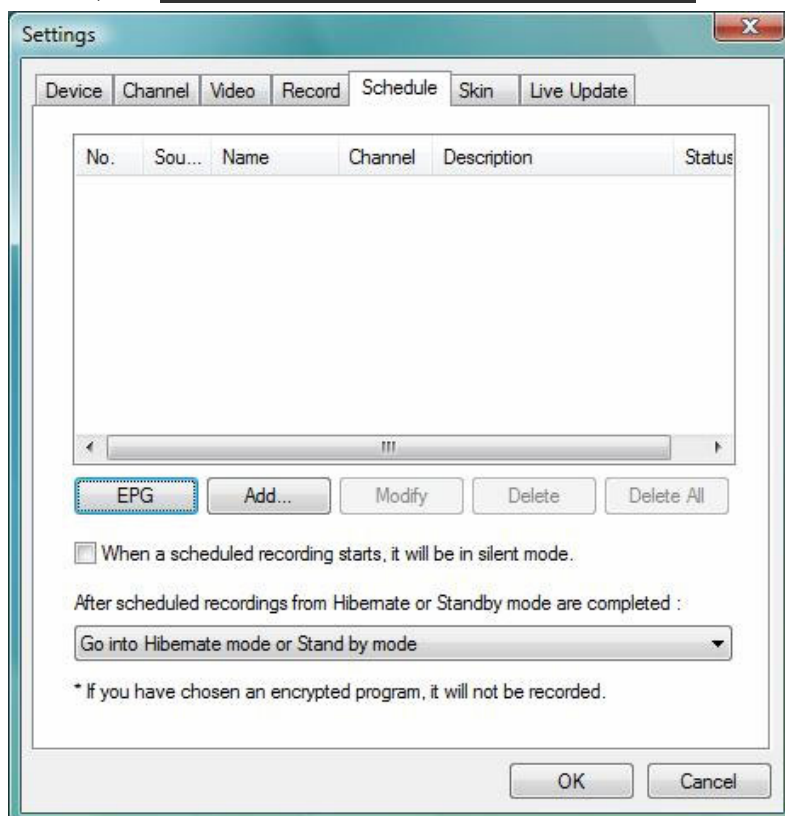 Settings
X
Device Channel Video Record Schedule Skin Live Update
No. Sou... Name Channel Description Status
EPG Add... Modify Delete Delete All
When a scheduled recording starts, it will be in silent mode.
After scheduled recordings from Hibernate or Standby mode are completed :
Go into Hibernate mode or Stand by mode
* If you have chosen an encrypted program, it will not be recorded.
OK Cancel